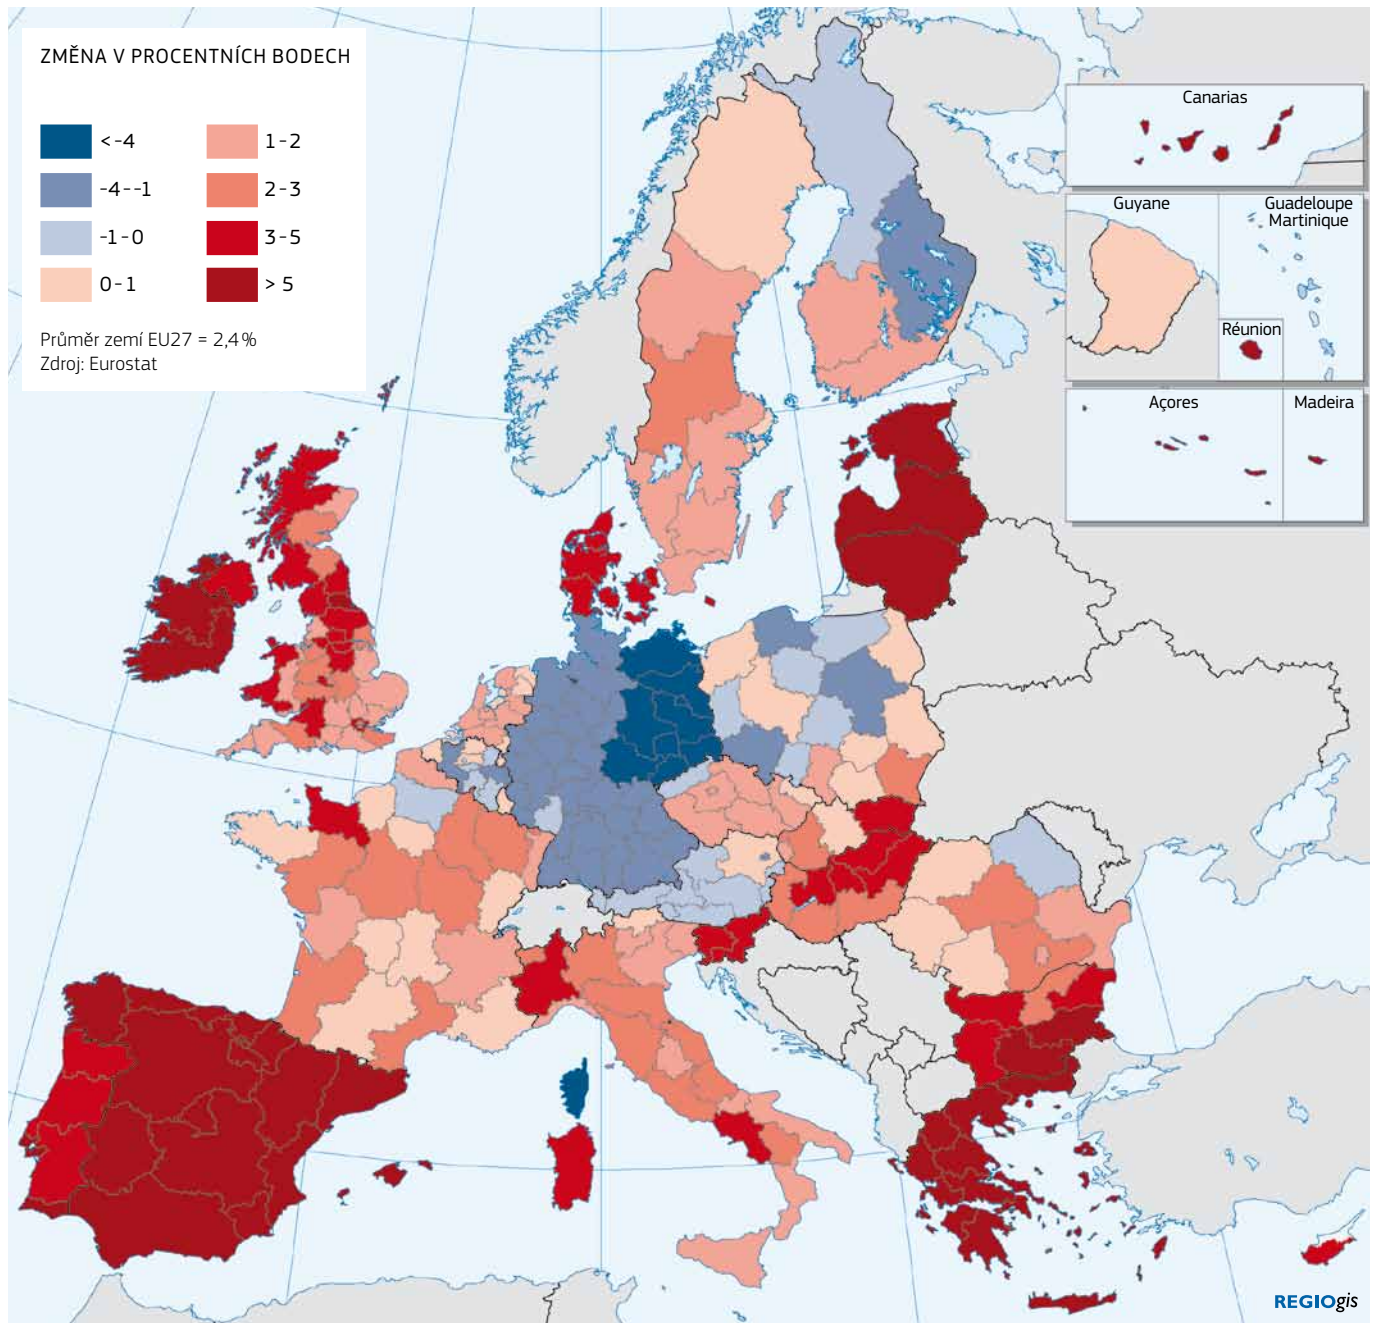 ZMĚNA V PROCENTNÍCH BODECH
< -4
-4--1
-1-0
0-1
1-2
2-3
3-5
> 5
Průměr zemí EU27 = 2,4 %
Zdroj: Eurostat
Canarias
Guyane
Guadeloupe
Martinique
Réunion
Açores
Madeira
REGIOgis